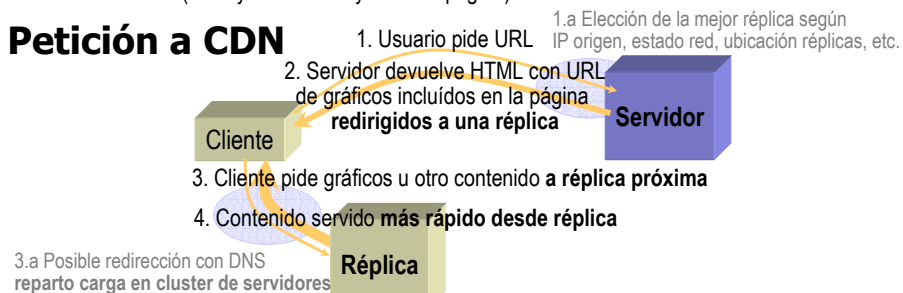 Petición a CDN
1. Usuario pide URL
1.a Elección de la mejor réplica según
IP origen, estado red, ubicación réplicas, etc.
2. Servidor devuelve HTML con URL
de gráficos incluídos en la página
redirigidos a una réplica
Servidor
Cliente
3. Cliente pide gráficos u otro contenido a réplica próxima
4. Contenido servido más rápido desde réplica
3.a Posible redirección con DNS
reparto carga en cluster de servidores
Réplica